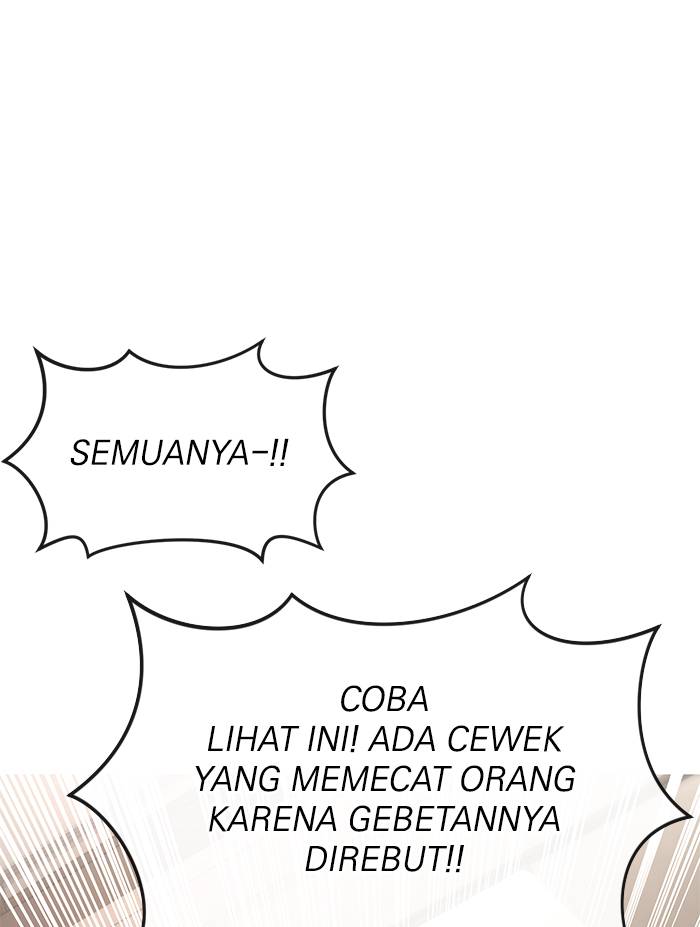 SEMUANYA-!!
COBA
LIHAT INI! ADA CEWEK
YANG MEMECAT ORANG
KARENA GEBETANNYA
DIREBUT!!